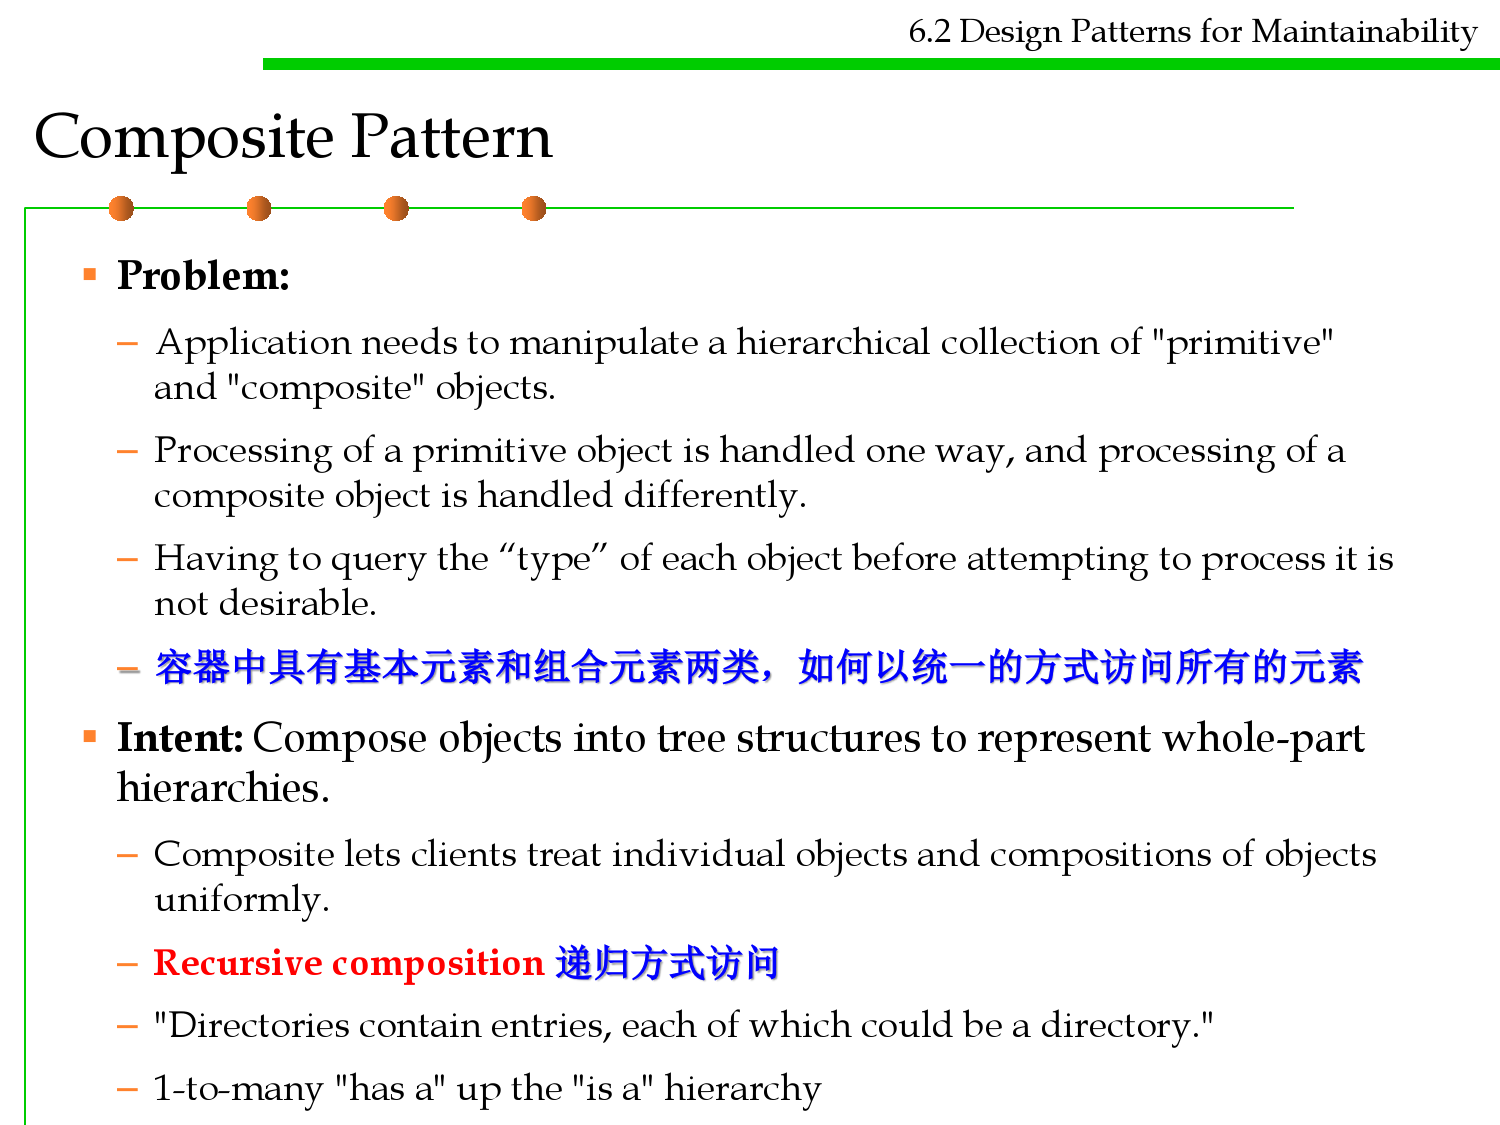 6.2 Design Patterns for Maintainability
Composite Pattern
Problem:
– Application needs to manipulate a hierarchical collection of "primitive"
and "composite" objects.
– Processing of a primitive object is handled one way, and processing of a
composite object is handled differently.
– Having to query the “type” of each object before attempting to process it is
not desirable.
– 容器中具有基本元素和组合元素两类，如何以统一的方式访问所有的元素
Intent: Compose objects into tree structures to represent whole-part
hierarchies.
– Composite lets clients treat individual objects and compositions of objects
uniformly.
– Recursive composition 递归方式访问
– "Directories contain entries, each of which could be a directory."
– 1-to-many "has a" up the "is a" hierarchy